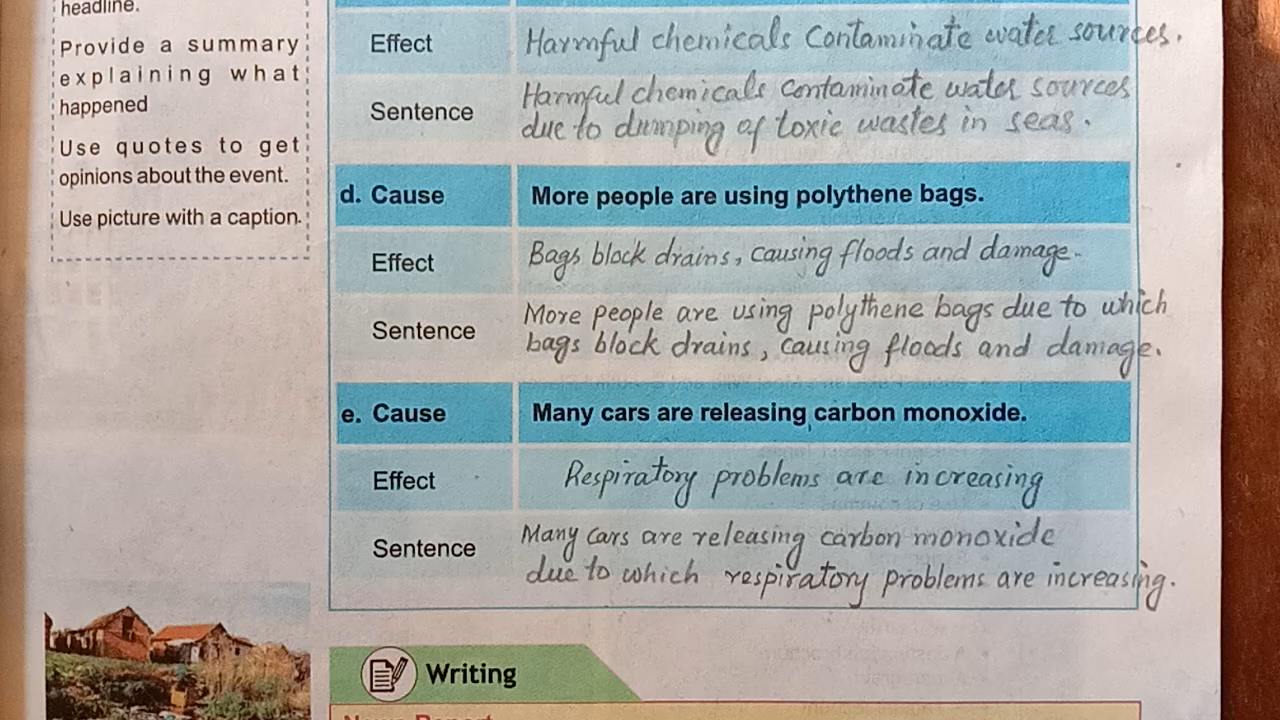 headline.
Provide a summary
explaining what
happened
Use quotes to get
opinions about the event.
Use picture with a caption.
Effect
Harmful chemicals Contaminate water sources.
Sentence
Harmful chemicals contaminate water sources
due to dumping of toxic wastes in seas.
d. Cause
More people are using polythene bags.
Effect
Bags block drains, causing floods and damage.
Sentence
More people are using polythene bags due to which
bags block drains, causing floods and damage.
e. Cause
Many cars are releasing carbon monoxide.
Effect
Respiratory problems are increasing
Sentence
Many cars are releasing carbon monoxide
due to which respiratory problems are increasing.
Writing
News Report